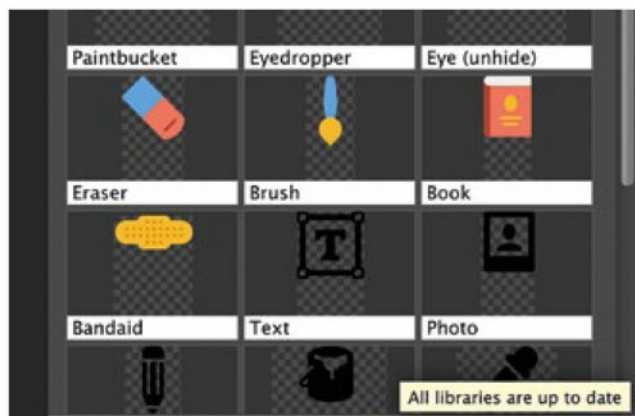 Paintbucket
Eyedropper
Eye (unhide)
Eraser
Brush
Book
T
Bandaid
Text
Photo
All libraries are up to date